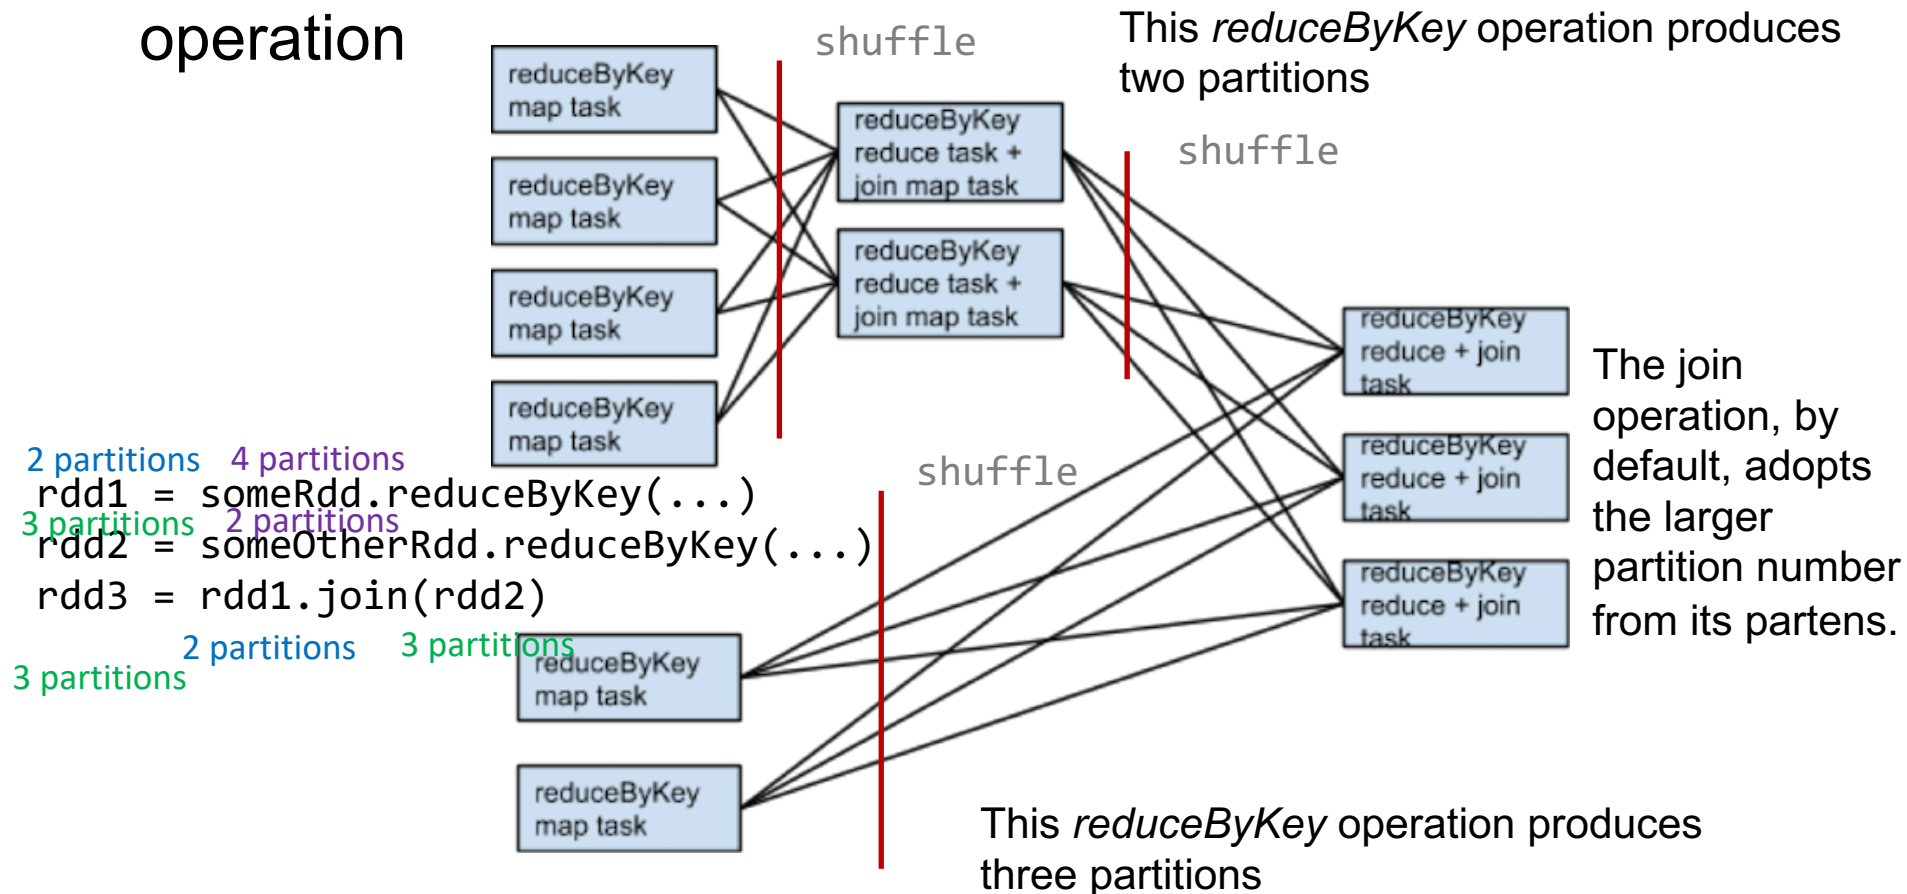 operation
shuffle
This reduceByKey operation produces
two partitions
reduceByKey
map task
reduceByKey
map task
reduceByKey
map task
reduceByKey
map task
reduceByKey
reduce task +
join map task
reduceByKey
reduce task +
join map task
shuffle
reduceByKey
reduce + join
task
reduceByKey
reduce + join
task
reduceByKey
reduce + join
task
The join
operation, by
default, adopts
the larger
partition number
from its partens.
2 partitions 4 partitions
rdd1 = someRdd.reduceByKey(...)
3 partitions 2 partitions
rdd2 = someOtherRdd.reduceByKey(...)
rdd3 = rdd1.join(rdd2)
2 partitions 3 partitions
3 partitions
shuffle
reduceByKey
map task
reduceByKey
map task
This reduceByKey operation produces
three partitions